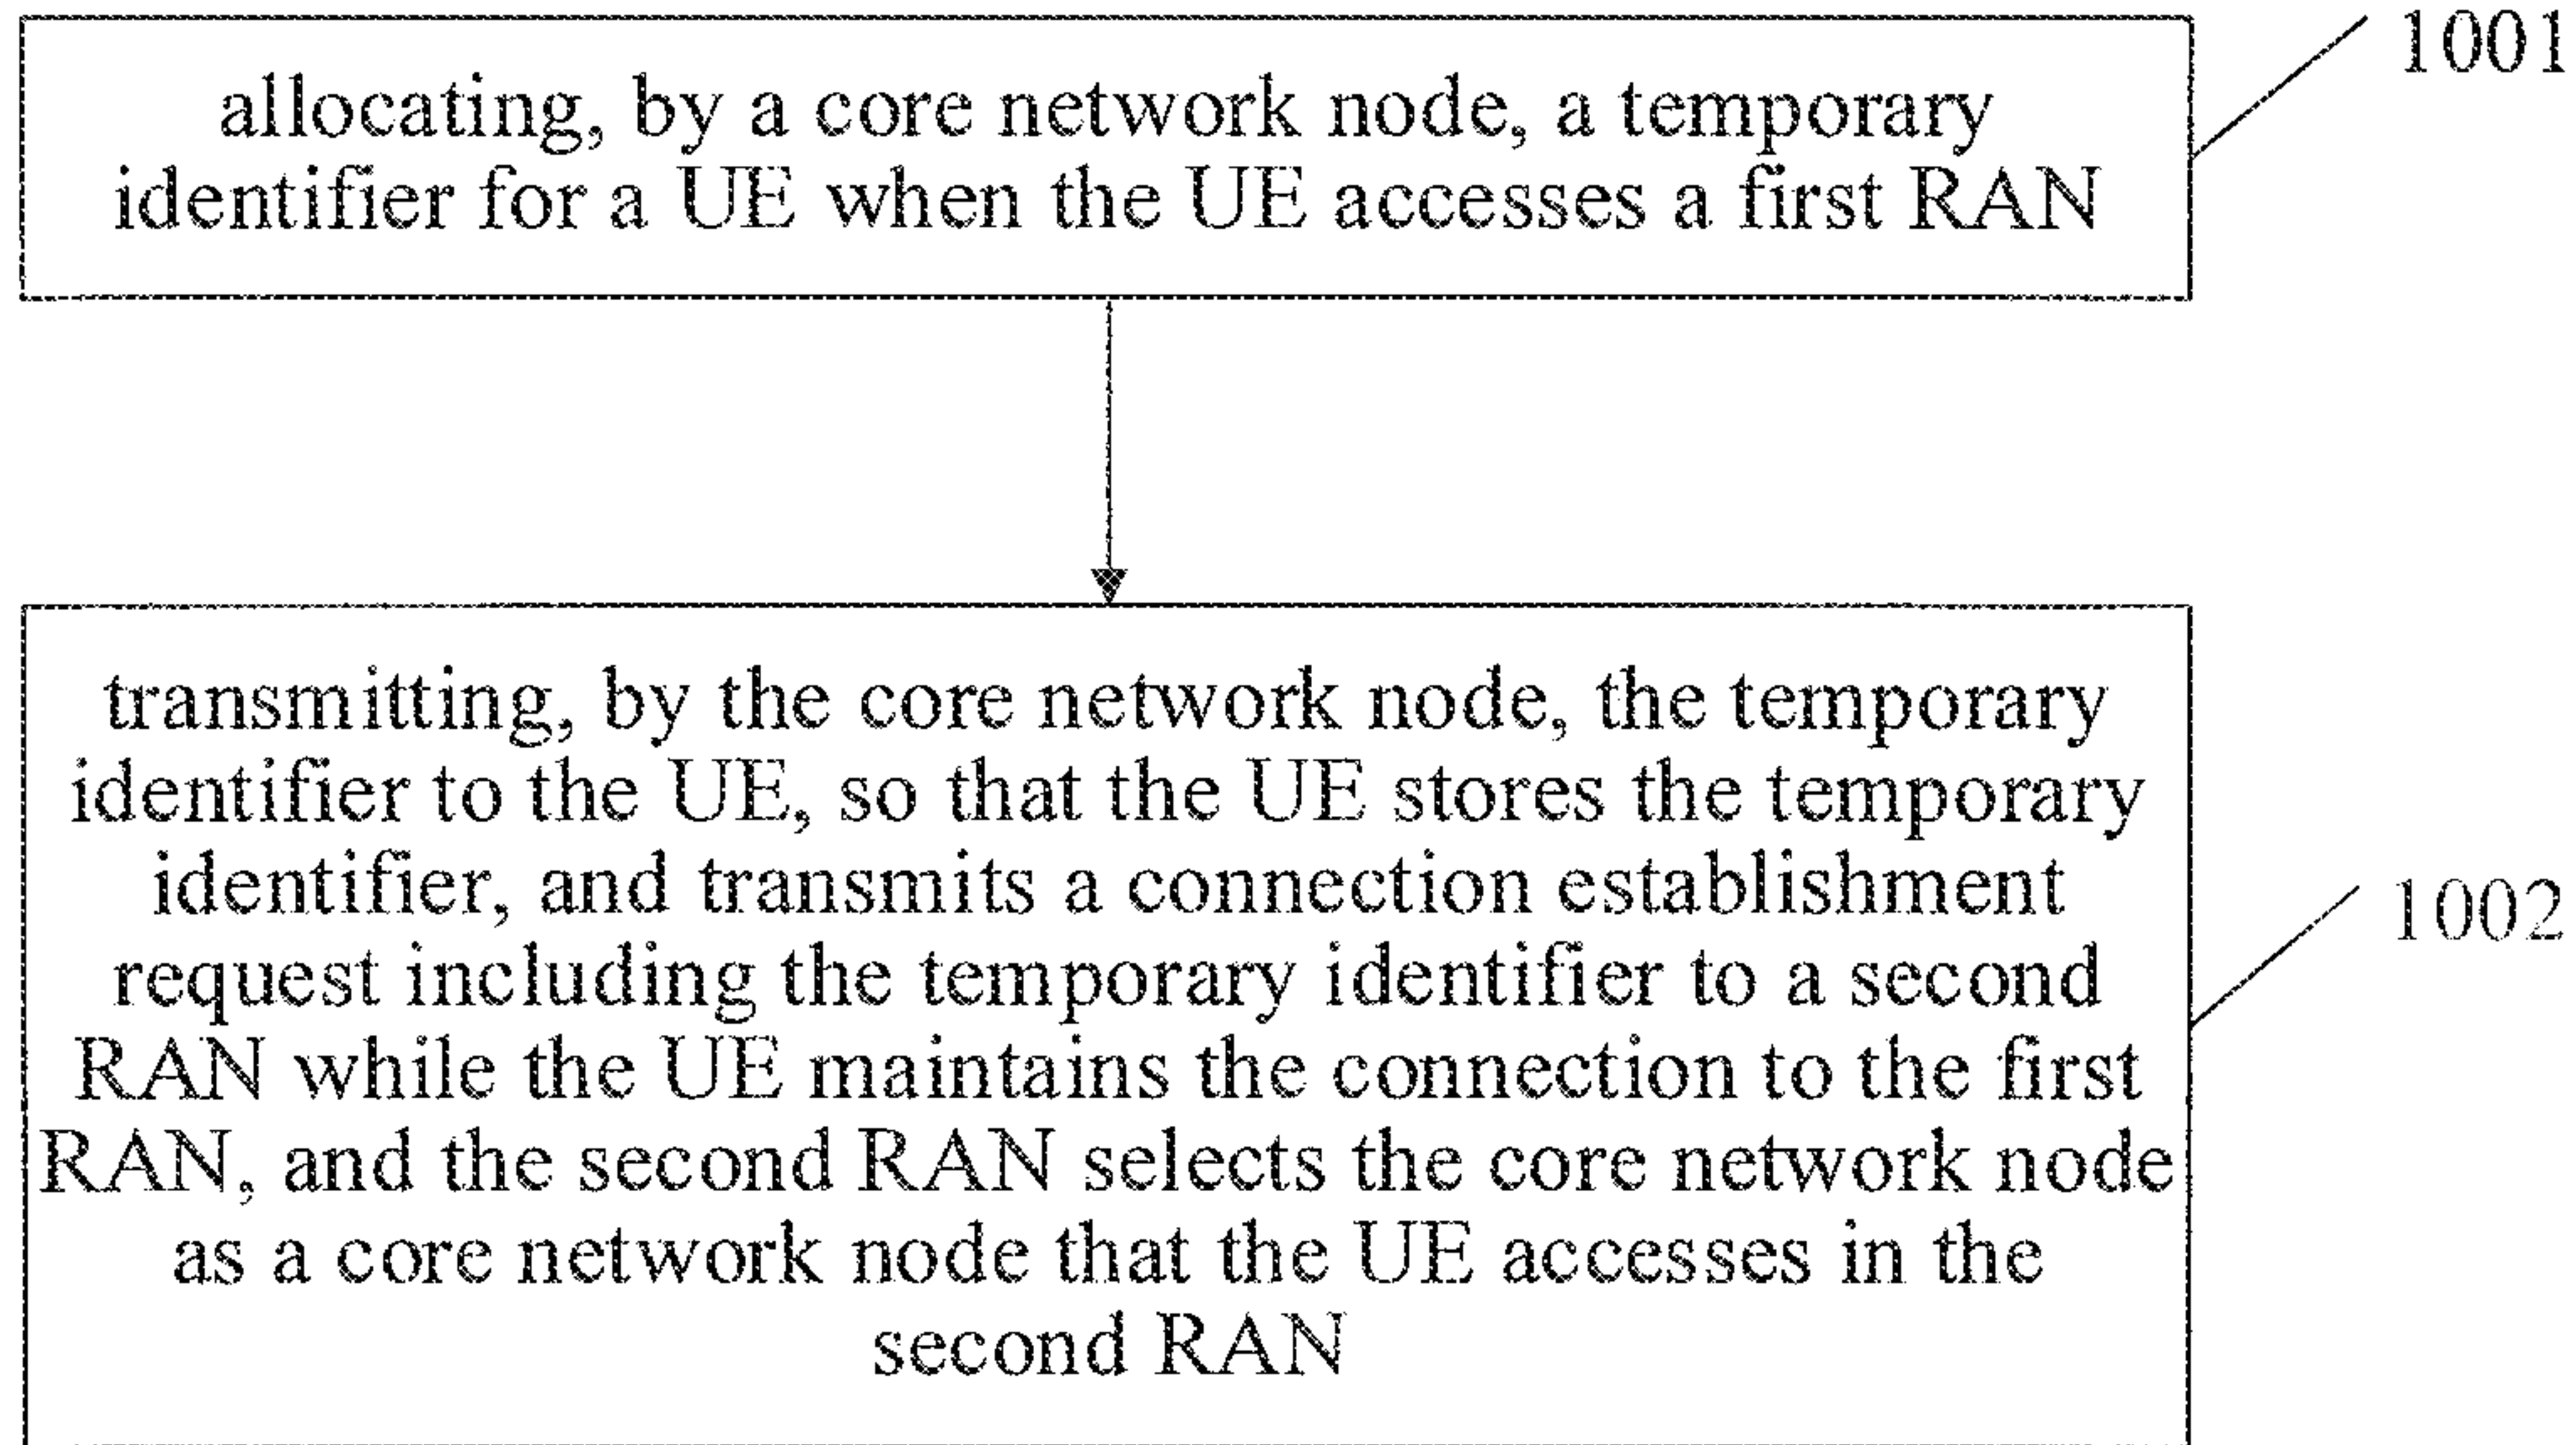 1001
allocating, by a core network node, a temporary
identifier for a UE when the UE accesses a first RAN
transmitting, by the core network node, the temporary
identifier to the UE, so that the UE stores the temporary
identifier, and transmits a connection establishment
request including the temporary identifier to a second
RAN while the UE maintains the connection to the first
RAN, and the second RAN selects the core network node
as a core network node that the UE accesses in the
second RAN
1002